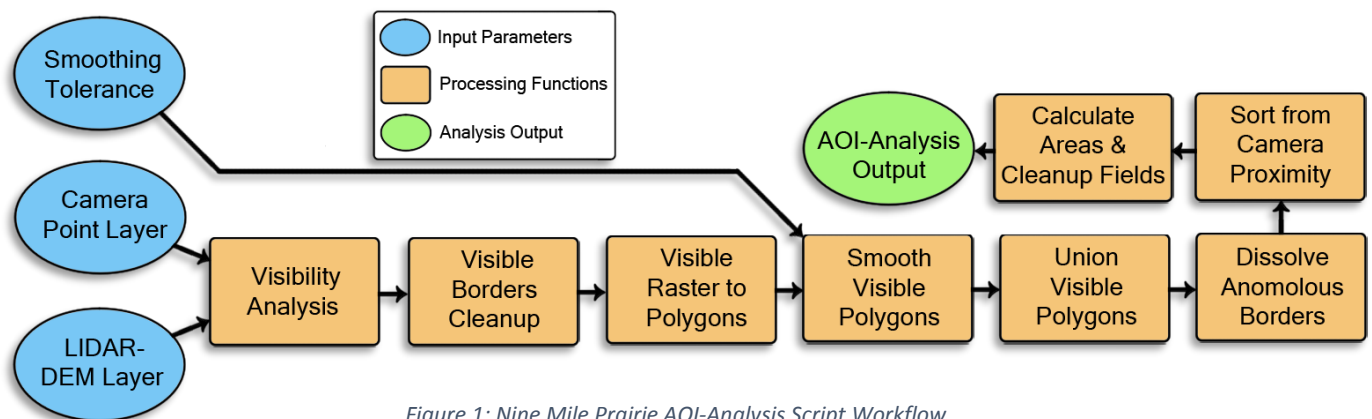 Smoothing
Tolerance
Input Parameters
Processing Functions
Analysis Output
Camera
Point Layer
LIDAR-
DEM Layer
Visibility
Analysis
Visible
Borders
Cleanup
Visible
Raster to
Polygons
Smooth
Visible
Polygons
Union
Visible
Polygons
Dissolve
Anomolous
Borders
Sort from
Camera
Proximity
Calculate
Areas &
Cleanup Fields
AOI-Analysis
Output
Figure 1: Nine Mile Prairie AOI-Analysis Script Workflow